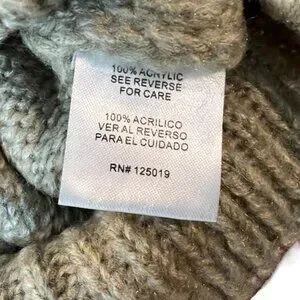 100% ACRYLIC
SEE REVERSE
FOR CARE
100% ACRILICO
VER AL REVERSO
PARA EL CUIDADO
RN# 125019